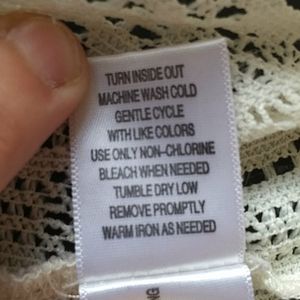 TURN INSIDE OUT
MACHINE WASH COLD
GENTLE CYCLE
WITH LIKE COLORS
USE ONLY NON-CHLORINE
BLEACH WHEN NEEDED
TUMBLE DRY LOW
REMOVE PROMPTLY
WARM IRON AS NEEDED